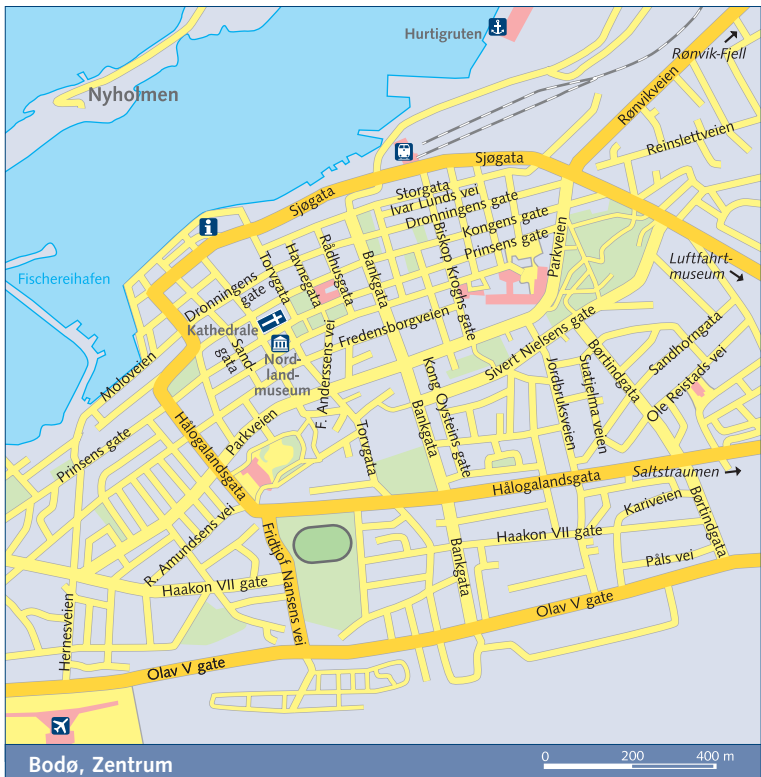 Hurtigruten
Rønvik-Fjell
Nyholmen
Rønvikveien
Reinslettveien
Sjøgata
Sjøgata
Storgata
Ivar Lunds vei
Dronningens gate
Kongens gate
Prinsens gate
Biskop Kroghs gate
Parkveien
i
Luftfahrt-
museum
Fischereihafen
Torvgata
Havnegata
Rådhusgata
Bankgata
Dronningens
gate
Kathedrale
Sand-
gata
Nord-
land-
museum
F. Anderssens vei
Fredensborgveien
Sivert Nielsens gate
Børtindgata
Sandhorngata
Ole Reistads vei
Suatjelma veien
Jordbruksveien
Kong Oysteins gate
Bankgata
Torvgata
Moloveien
Prinsens gate
Hålogalandsgata
Parkveien
Hålogalandsgata
Saltstraumen
R. Amundsens vei
Fridtjof Nansens vei
Haakon VII gate
Haakon VII gate
Kariveien
Børtindgata
Påls vei
Bankgata
Hernesveien
Olav V gate
Olav V gate
Bodø, Zentrum
0 200 400 m